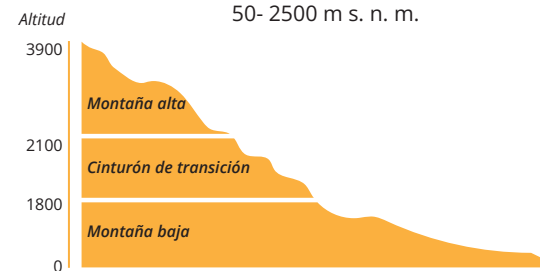 50- 2500 m s. n. m.
Altitud
3900
Montaña alta
2100
Cinturón de transición
1800
Montaña baja
0